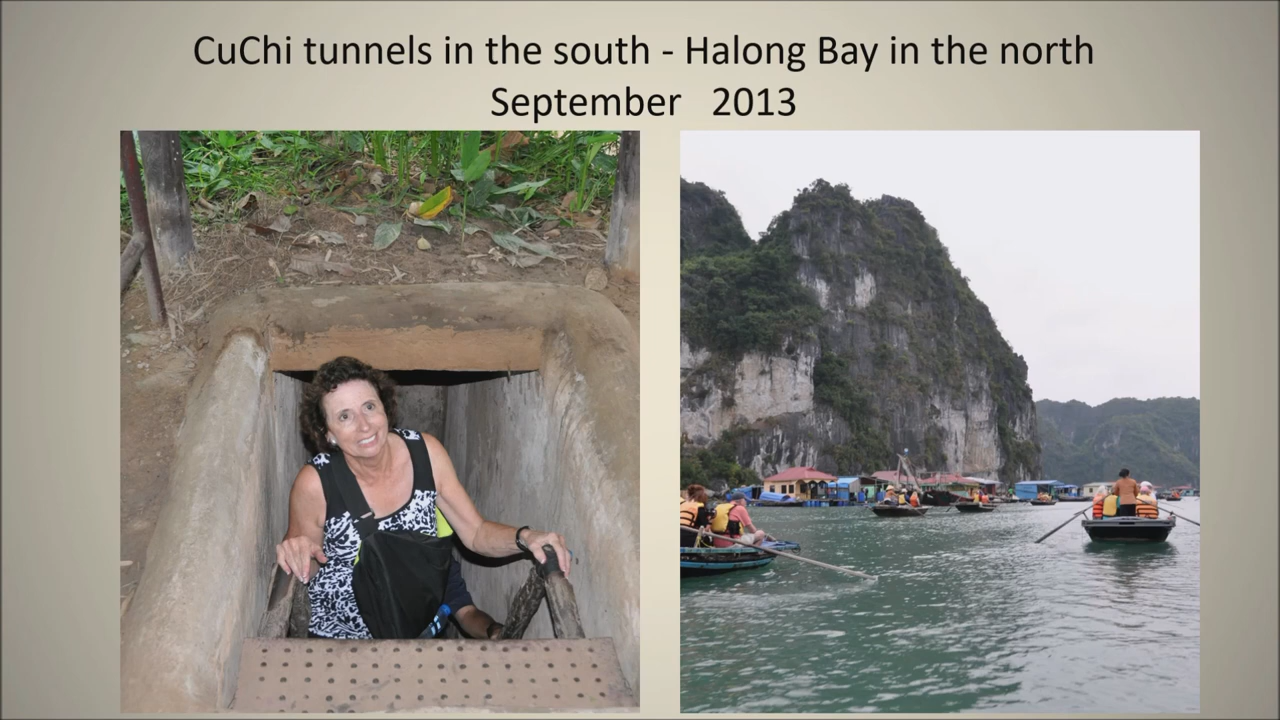 CuChi tunnels in the south - Halong Bay in the north
September 2013